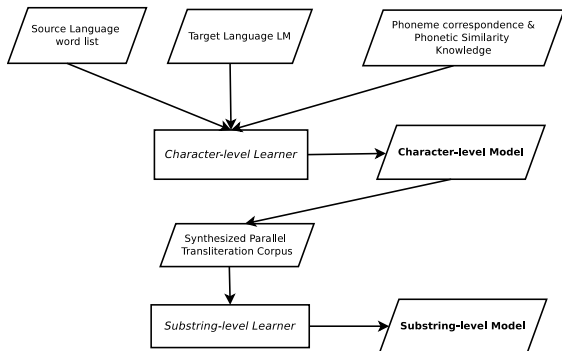 Source Language
word list
Target Language LM
Phoneme correspondence &
Phonetic Similarity
Knowledge
Character-level Learner
Character-level Model
Synthesized Parallel
Transliteration Corpus
Substring-level Learner
Substring-level Model